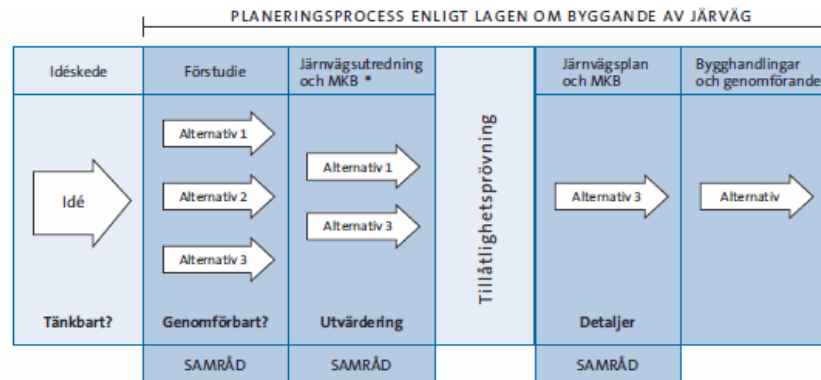 PLANERINGSPROCESS ENLIGT LAGEN OM BYGGANDE AV JÄRVÄG
Idéskede
Förstudie
Järnvägsutredning
och MKB *
Järnvägsplan
och MKB
Bygghandlingar
och genomförande
Idé
Alternativ 1
Alternativ 2
Alternativ 3
Alternativ 1
Alternativ 3
Tillåtlighetsprövning
Alternativ 3
Alternativ
Tänkbart?
Genomförbart?
Utvärdering
Detaljer
SAMRÅD
SAMRÅD
SAMRÅD